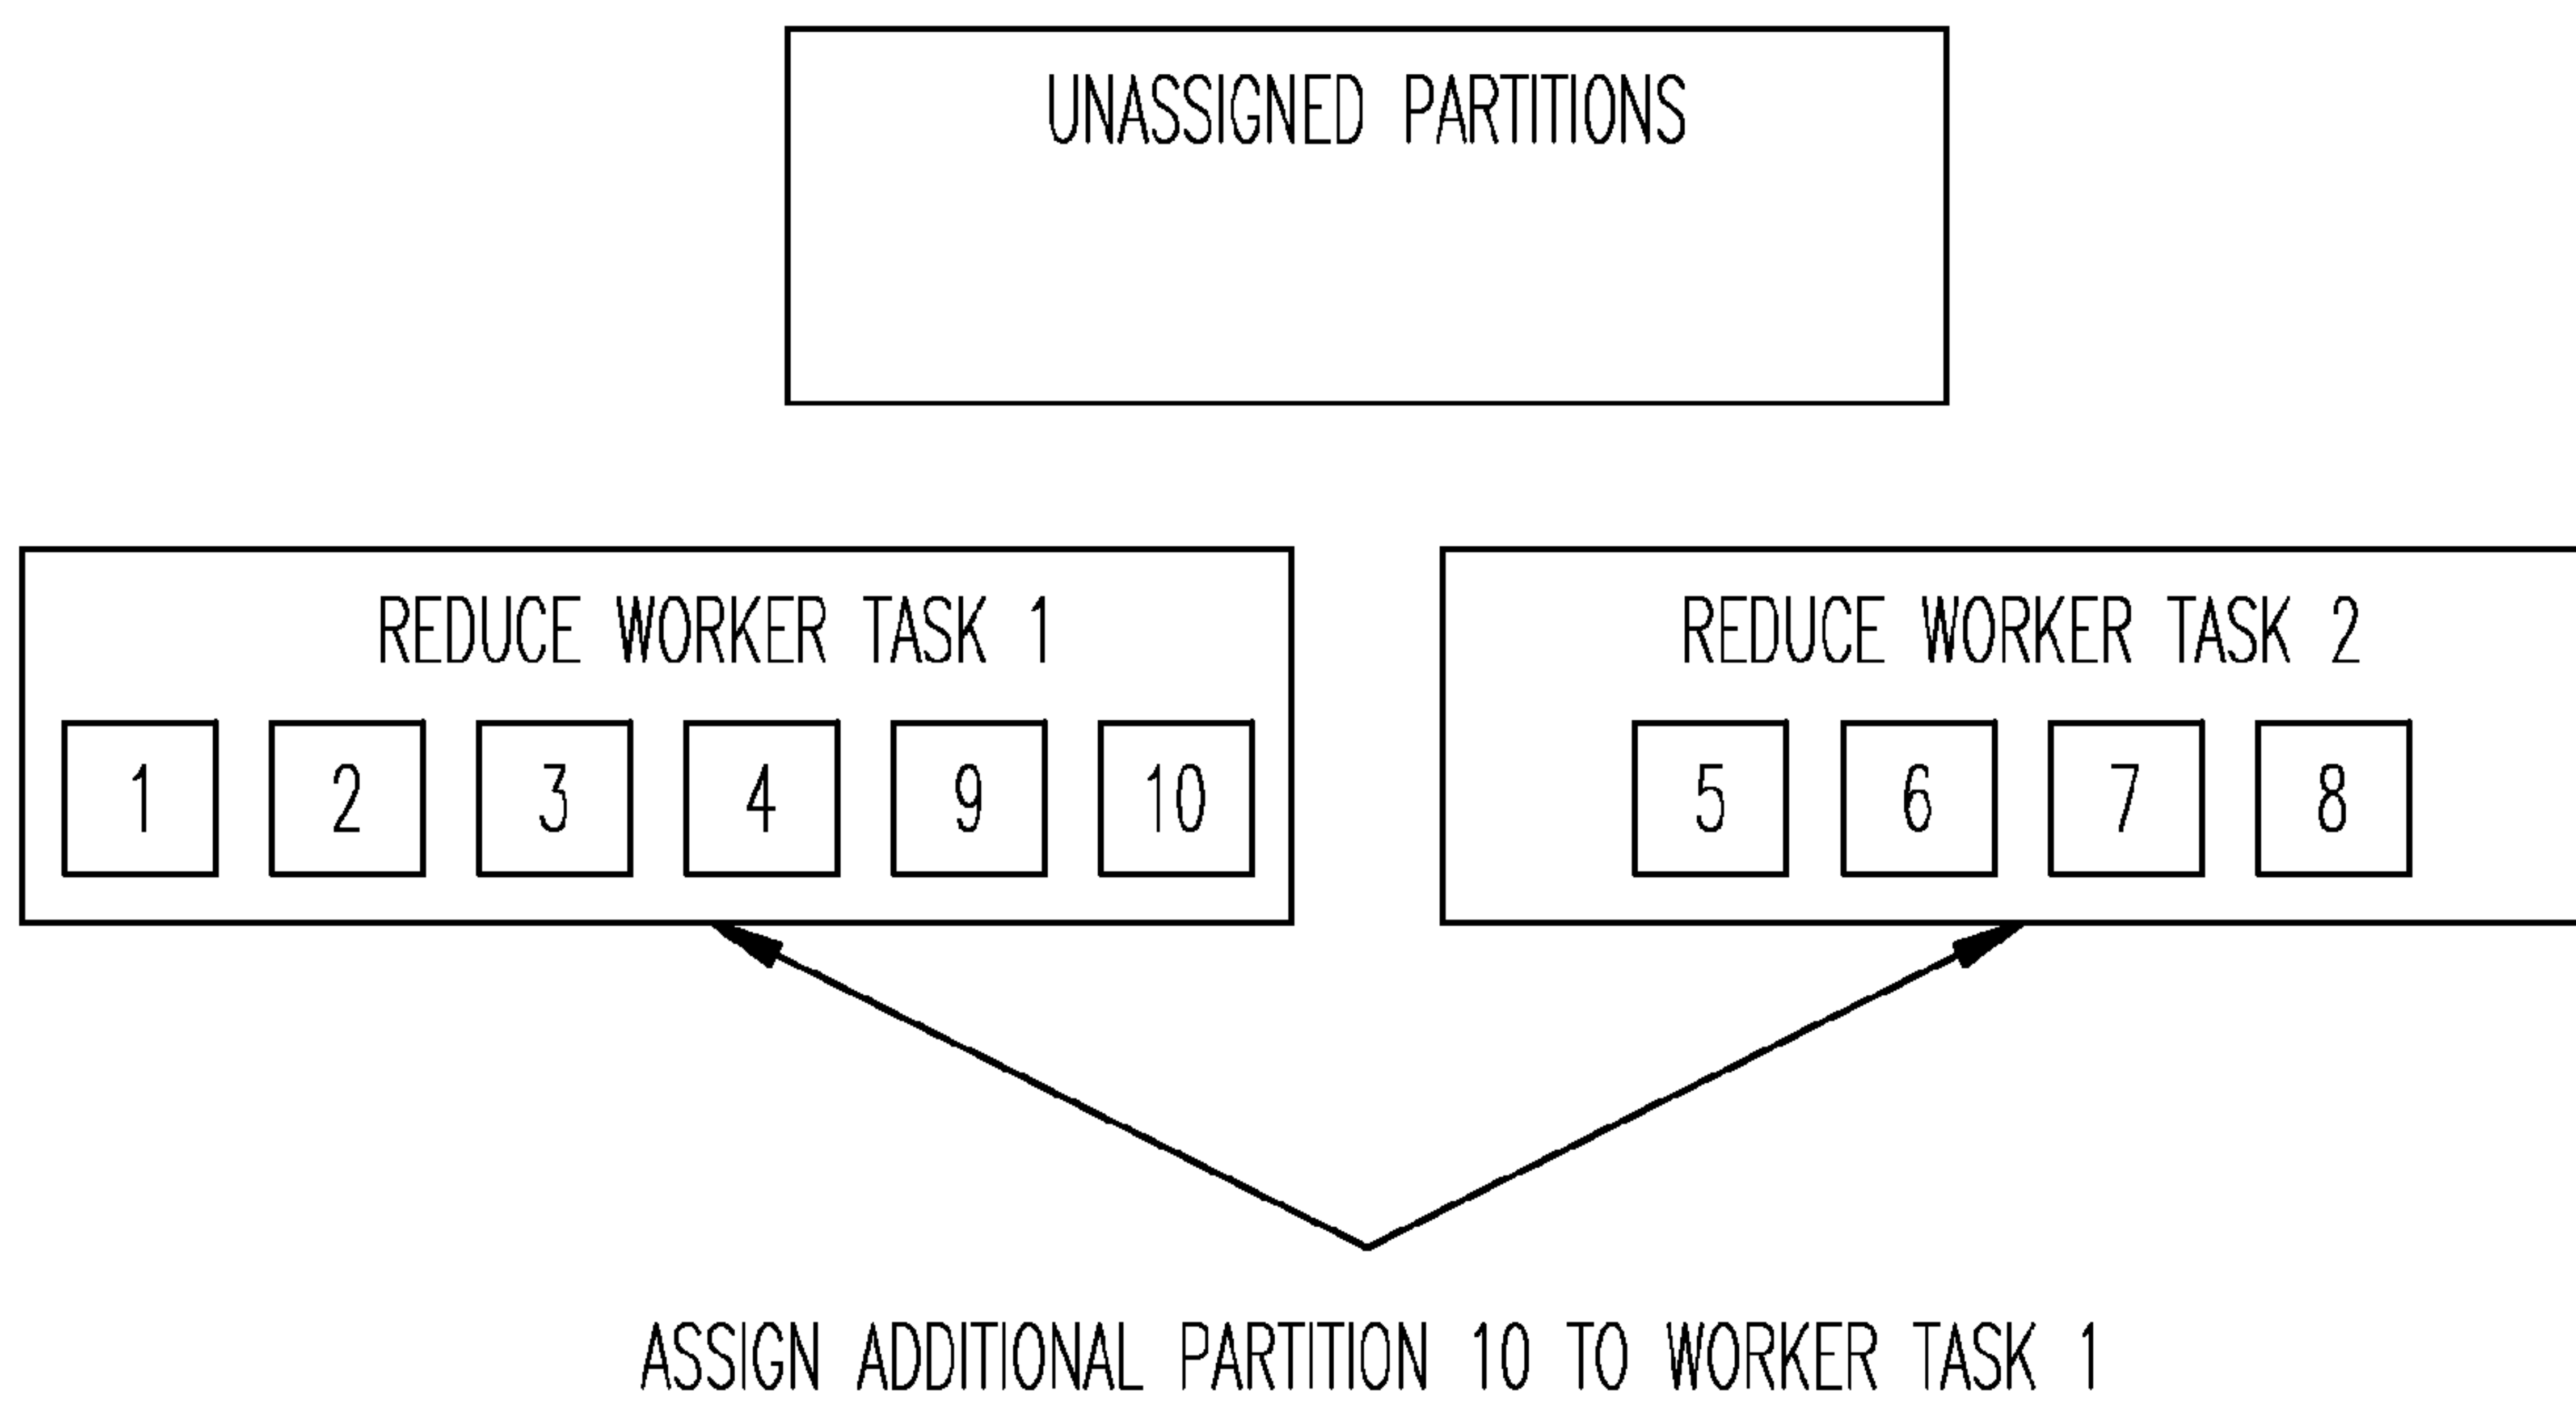 UNASSIGNED PARTITIONS
REDUCE WORKER TASK 1
1 2 3 4 9 10
REDUCE WORKER TASK 2
5 6 7 8
ASSIGN ADDITIONAL PARTITION 10 TO WORKER TASK 1